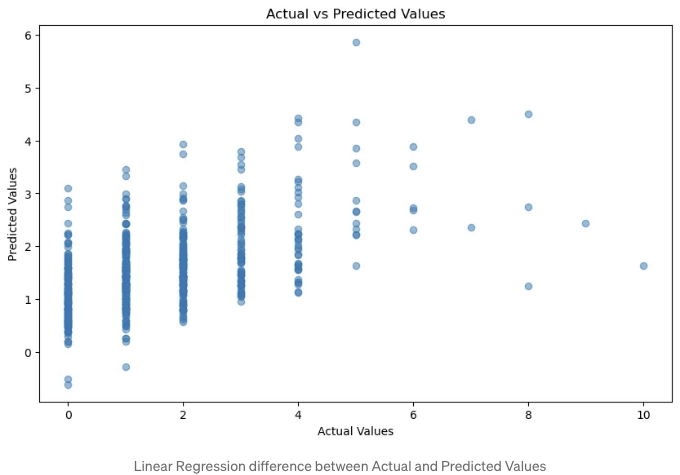 Actual vs Predicted Values
6
5
4
3
2
1
0
Predicted Values
0 2 4 6 8 10
Actual Values
Linear Regression difference between Actual and Predicted Values